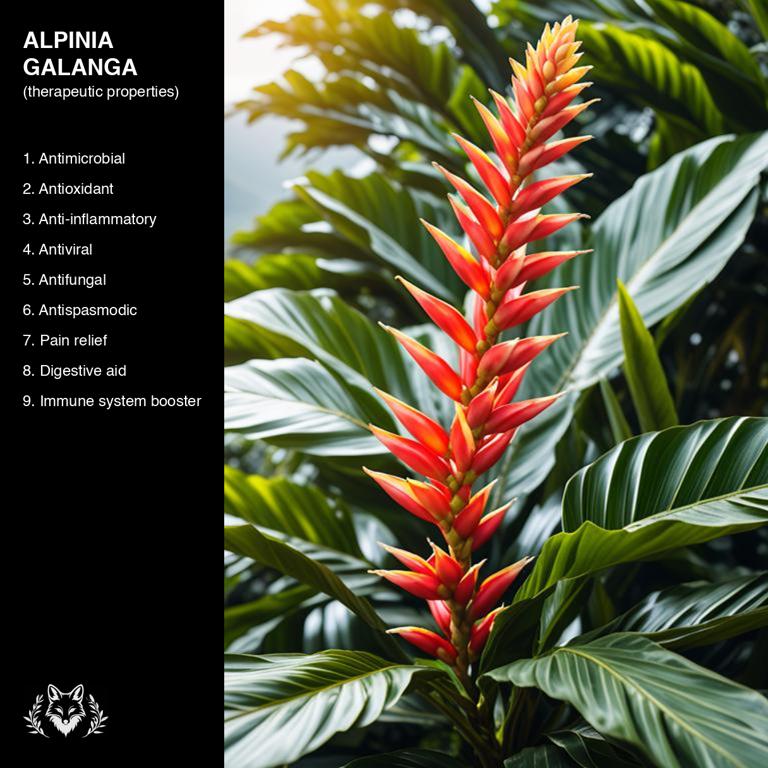 ALPINIA
GALANGA
(therapeutic properties)
1. Antimicrobial
2. Antioxidant
3. Anti-inflammatory
4. Antiviral
5. Antifungal
6. Antispasmodic
7. Pain relief
8. Digestive aid
9. Immune system booster